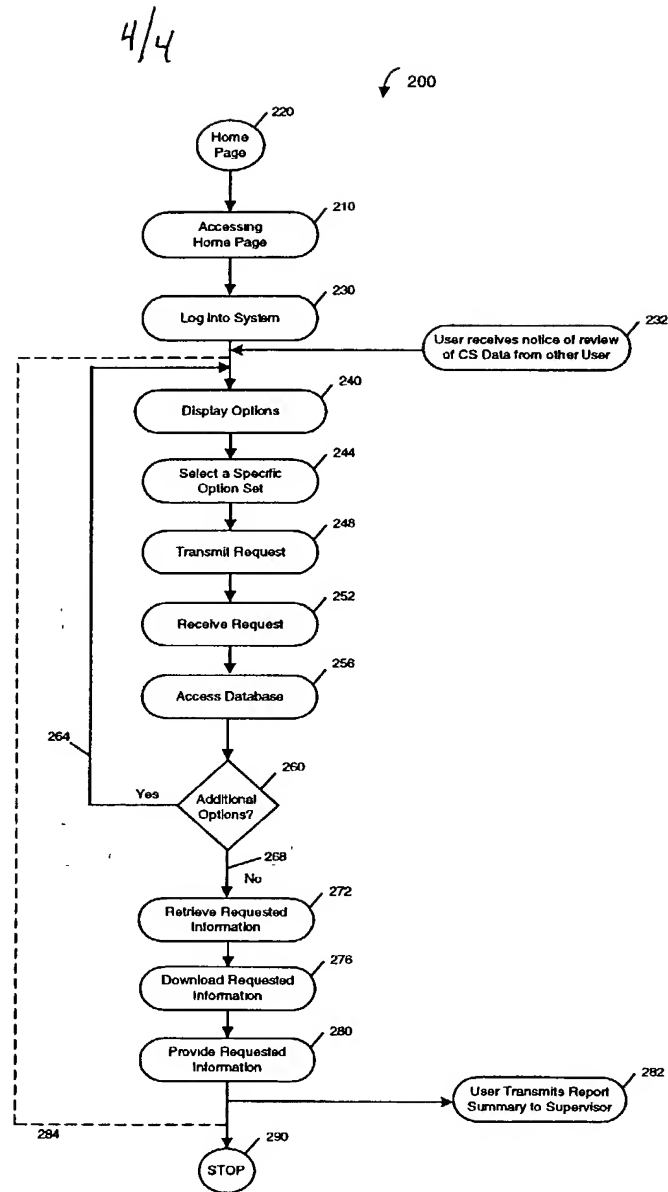 4/4
200
220
Home
Page
210
Accessing
Home Page
230
Log Into System
232
User receives notice of review
of CS Data from other User
240
Display Options
244
Select a Specific
Option Set
248
Transmil Request
252
Receive Request
256
Access Database
264
260
Yes
Additional
Options?
268
No
272
Retrieve Requested
Information
276
Download Requested
Information
280
Provide Requested
Information
282
User Transmits Report
Summary to Supervisor
284
290
STOP